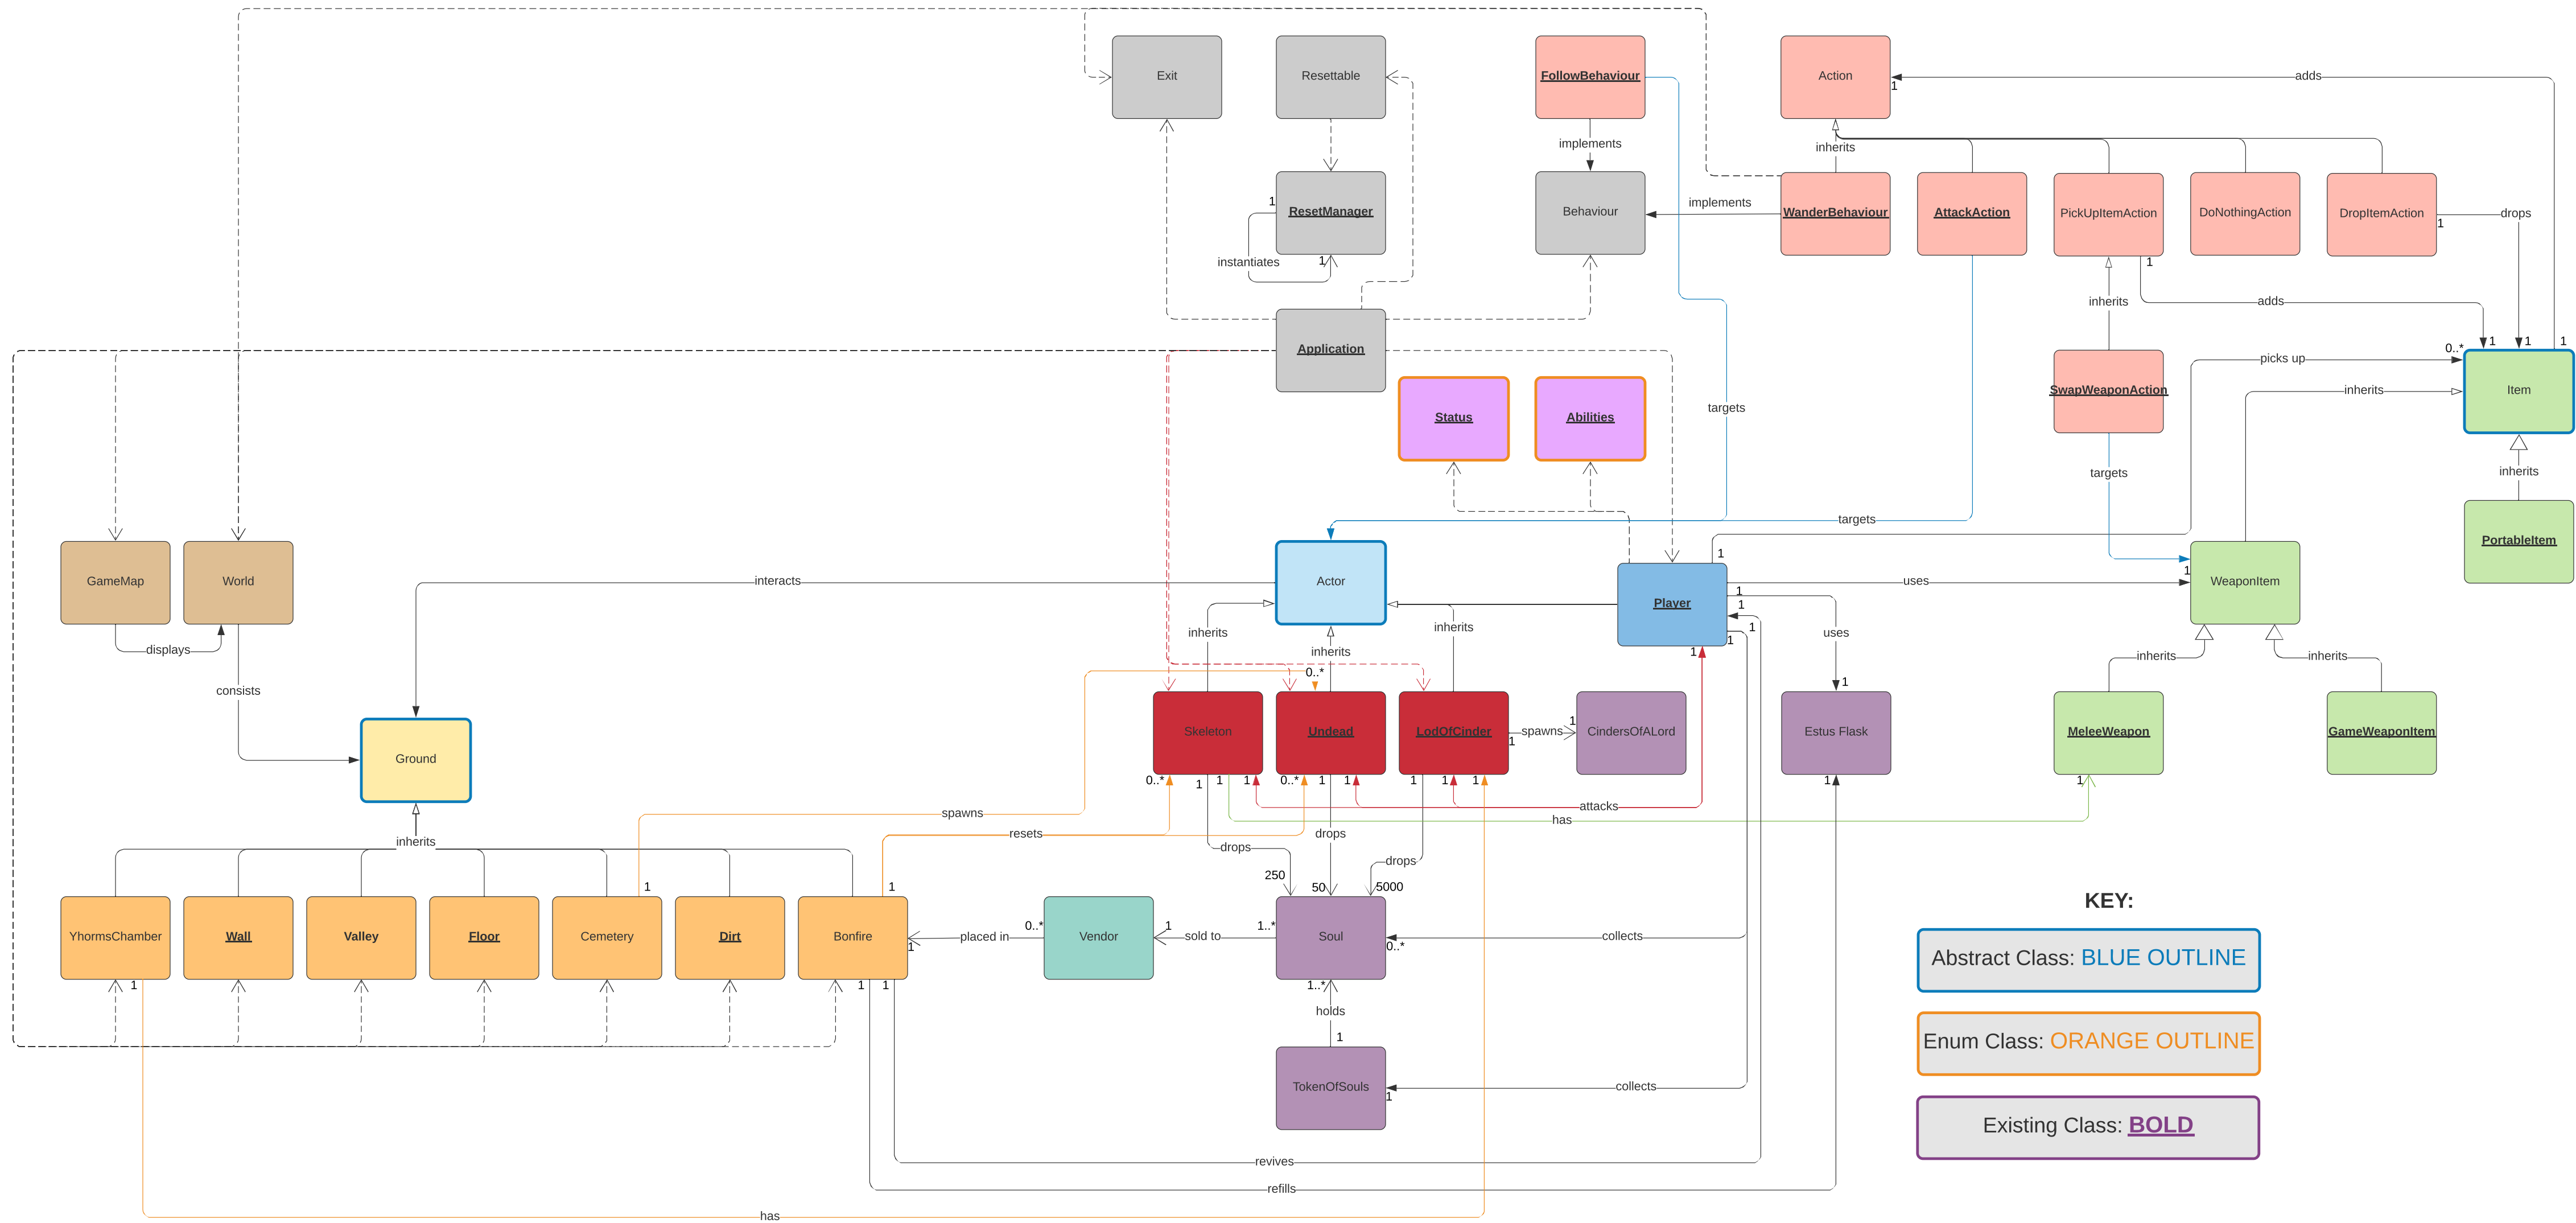 Exit
Resettable
FollowBehaviour
Action
adds
1
implements
inherits
ResetManager
1
instantiates
1
Behaviour
implements
WanderBehaviour
AttackAction
PickUpItemAction
DoNothingAction
DropItemAction
drops
1
1
inherits
adds
Application
targets
picks up
0..*
1
1
1
Status
Abilities
SwapWeaponAction
inherits
Item
targets
inherits
targets
PortableItem
GameMap
World
interacts
Actor
1
Player
uses
1
WeaponItem
displays
consists
inherits
inherits
inherits
1
1
1
1
1
uses
inherits
inherits
0..*
Ground
Skeleton
Undead
LodOfCinder
spawns
1
1
CindersOfALord
1
Estus Flask
MeleeWeapon
GameWeaponItem
0..*
1
1
1
0..*
1
1
1
1
1
1
1
attacks
has
spawns
resets
drops
drops
drops
inherits
1
1
250
50
5000
YhormsChamber
Wall
Valley
Floor
Cemetery
Dirt
Bonfire
1
placed in
0..*
Vendor
1
sold to
1..*
Soul
0..*
collects
1
1
1
1..*
holds
1
TokenOfSouls
1
collects
revives
refills
has
KEY:
Abstract Class: BLUE OUTLINE
Enum Class: ORANGE OUTLINE
Existing Class: BOLD